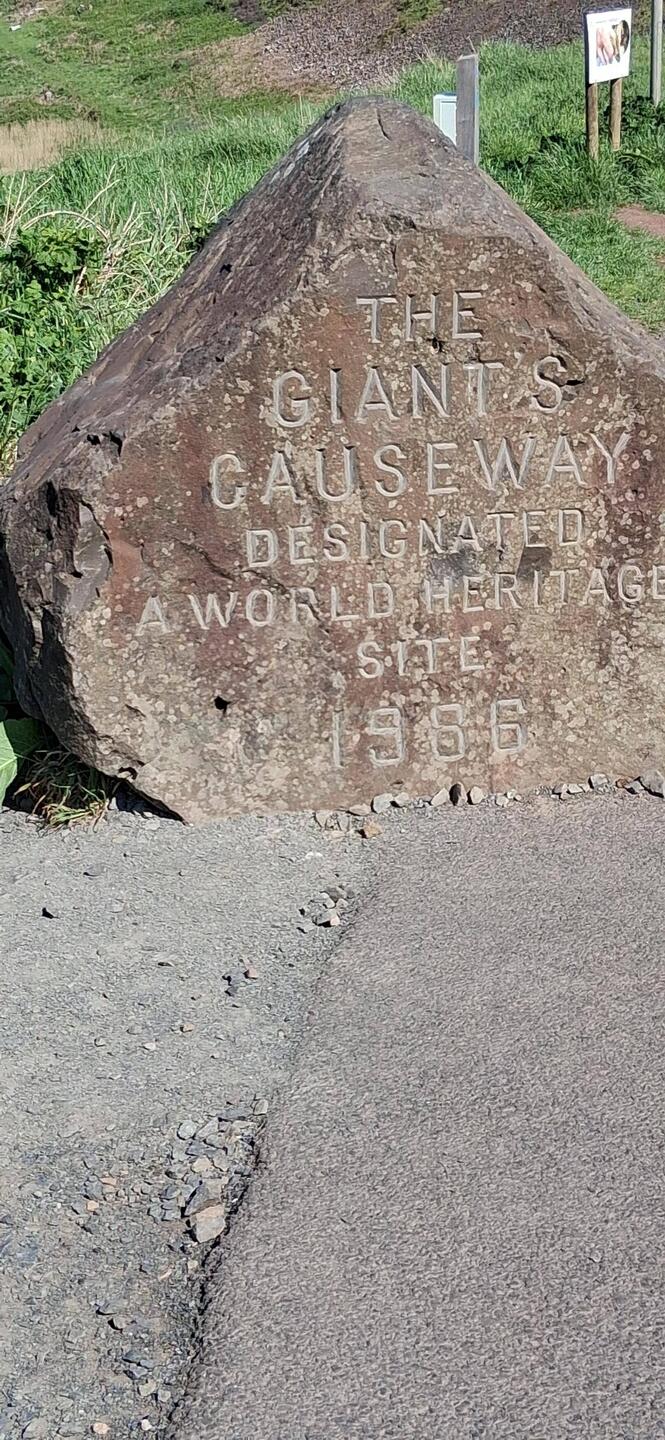 THE
GIANT'S
CAUSEWAY
DESIGNATED
A WORLD HERITAGE
SITE
1986